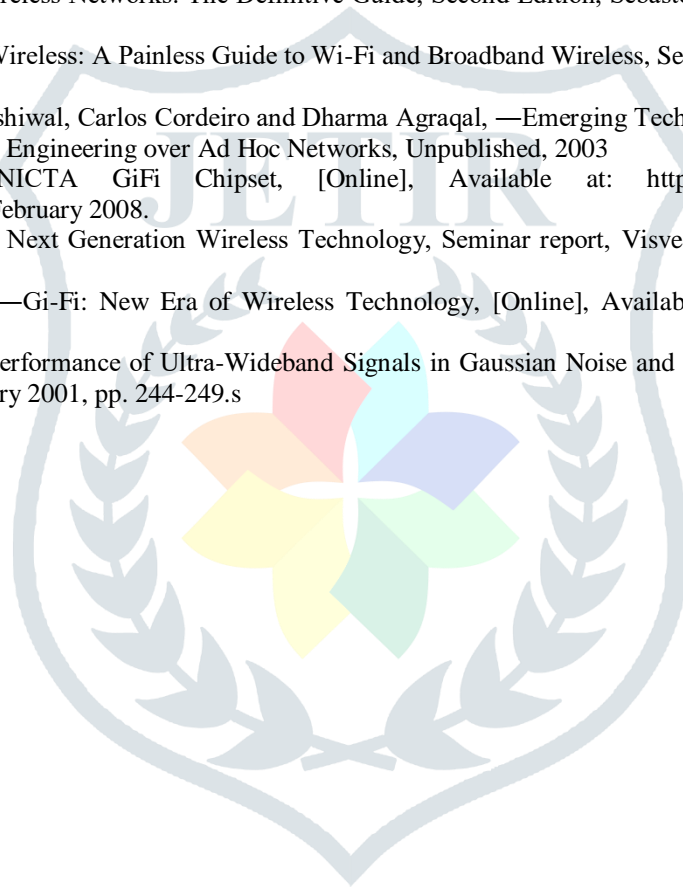 reless Networks: The Definitive Guide, Second Edition, Sebasto
Wireless: A Painless Guide to Wi-Fi and Broadband Wireless, Se
shiwal, Carlos Cordeiro and Dharma Agraqal, ―Emerging Tech
Engineering over Ad Hoc Networks, Unpublished, 2003
NICTA GiFi Chipset, [Online], Available at: http
February 2008.
Next Generation Wireless Technology, Seminar report, Visve
―Gi-Fi: New Era of Wireless Technology, [Online], Availab
erformance of Ultra-Wideband Signals in Gaussian Noise and
ry 2001, pp. 244-249.s
JETIR